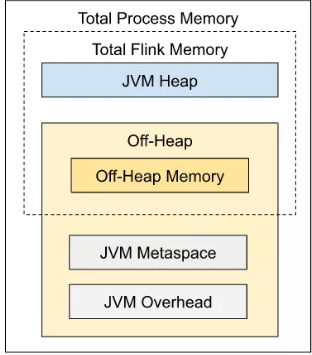 Total Process Memory
Total Flink Memory
JVM Heap
Off-Heap
Off-Heap Memory
JVM Metaspace
JVM Overhead